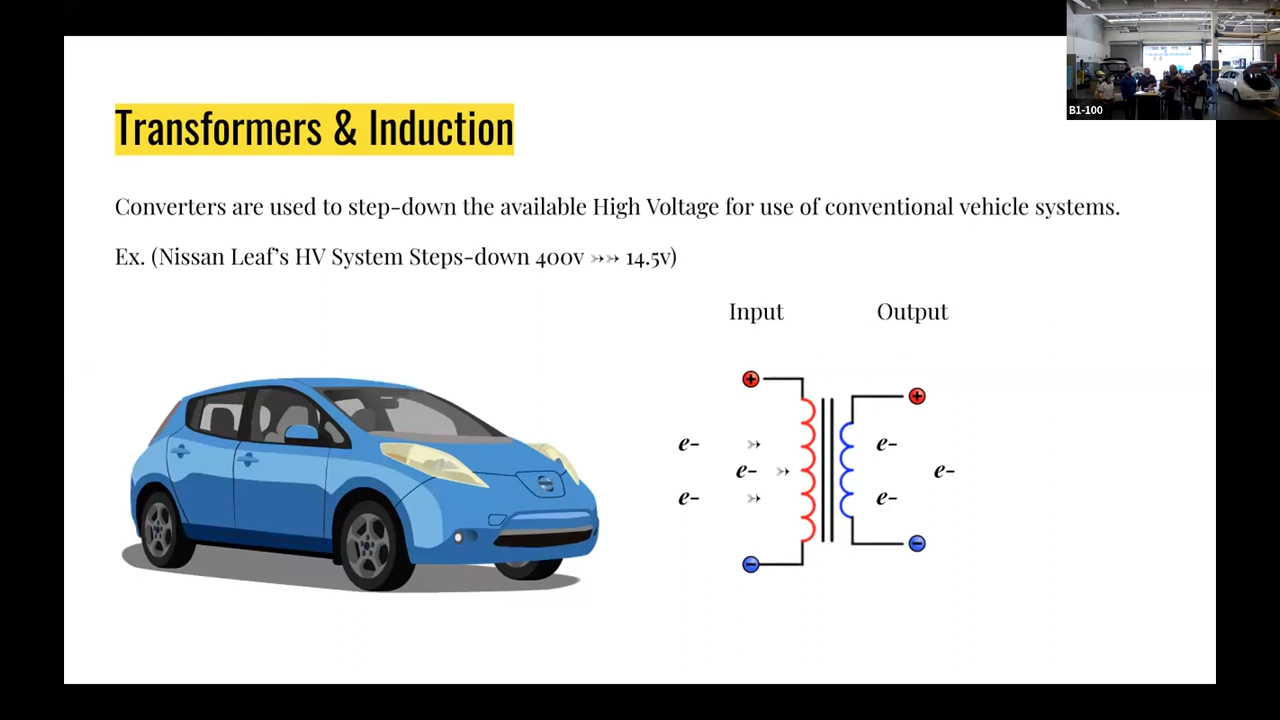 B1-100
Transformers & Induction
Converters are used to step-down the available High Voltage for use of conventional vehicle systems.
Ex. (Nissan Leaf’s HV System Steps-down 400v ➳➳ 14.5v)
Input Output
+
+
e- ➳ e-
e- ➳ e-
e- ➳ e-
-
-